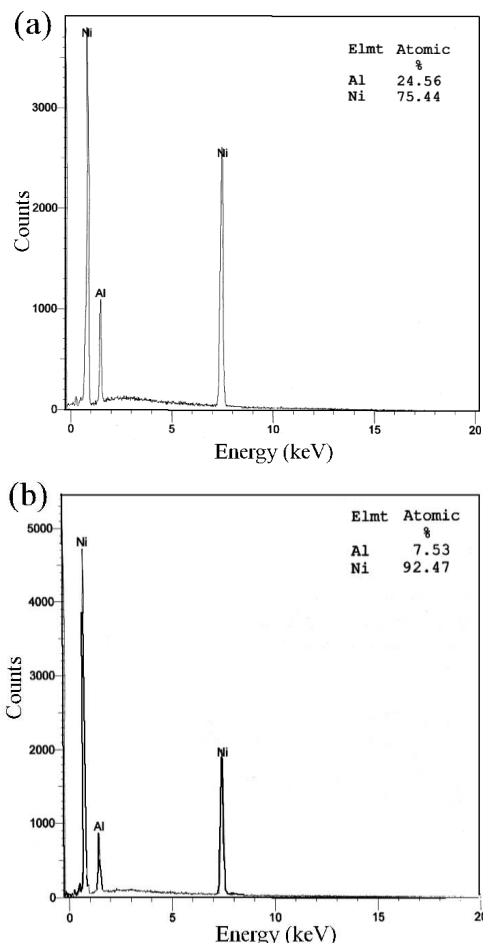 (a)
Ni
Elmt Atomic
%
Al 24.56
Ni 75.44
3000
Ni
2000
Counts
Al
1000
0
0 5 10 15 20
Energy (keV)
(b)
Elmt Atomic
%
Al 7.53
Ni 92.47
5000
Ni
4000
3000
Counts
2000
Ni
1000
Al
0
0 5 10 15 20
Energy (keV)